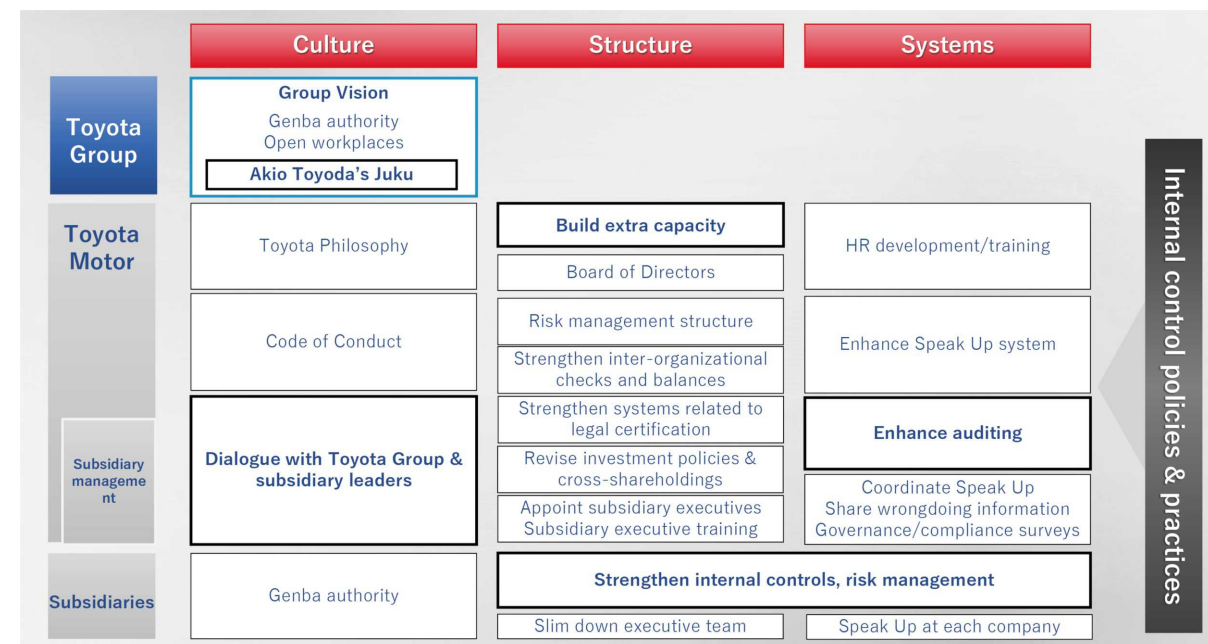 Culture
Structure
Systems
Toyota
Group
Group Vision
Genba authority
Open workplaces
Akio Toyoda's Juku
Toyota
Motor
Toyota Philosophy
Build extra capacity
Board of Directors
HR development/training
Code of Conduct
Risk management structure
Strengthen inter-organizational
checks and balances
Enhance Speak Up system
Subsidiary
manageme
nt
Dialogue with Toyota Group &
subsidiary leaders
Strengthen systems related to
legal certification
Revise investment policies &
cross-shareholdings
Appoint subsidiary executives
Subsidiary executive training
Enhance auditing
Coordinate Speak Up
Share wrongdoing information
Governance/compliance surveys
Subsidiaries
Genba authority
Strengthen internal controls, risk management
Slim down executive team
Speak Up at each company
Internal control policies & practices